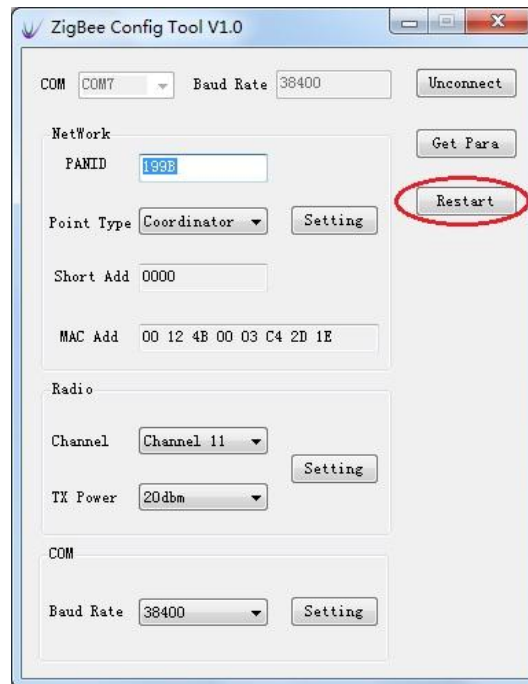 ZigBee Config Tool V1.0
COM COM7 Baud Rate 38400 Unconnect
NetWork
Get Para
PANID 199B
Restart
Point Type Coordinator Setting
Short Add 0000
MAC Add 00 12 4B 00 03 C4 2D 1E
Radio
Channel Channel 11
Setting
TX Power 20dbm
COM
Baud Rate 38400 Setting